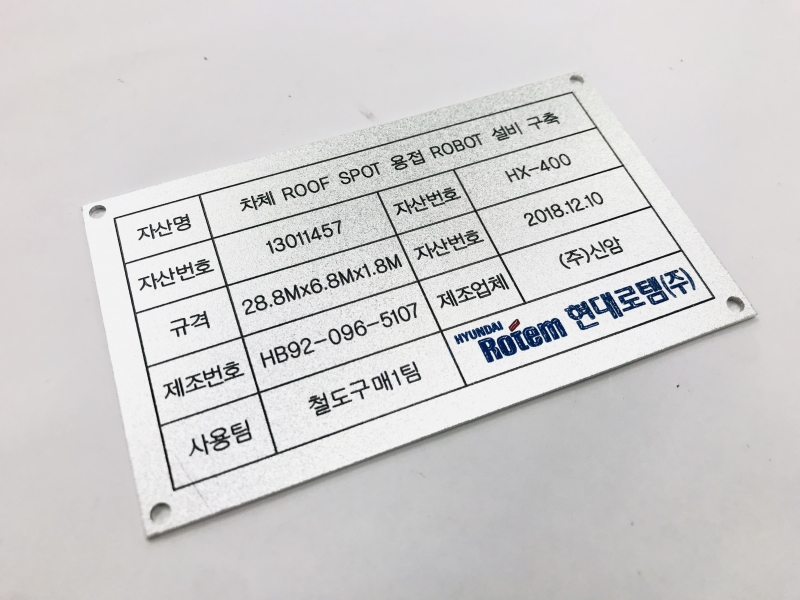 자산명 차체 ROOF SPOT 용접 ROBOT 설비 구축
자산번호 13011457 자산번호 HX-400
규격 28.8Mx6.8Mx1.8M 자산번호 2018.12.10
제조번호 HB92-096-5107 제조업체 (주)신암
사용팀 철도구매1팀 HYUNDAI Rotem 현대로템(주)